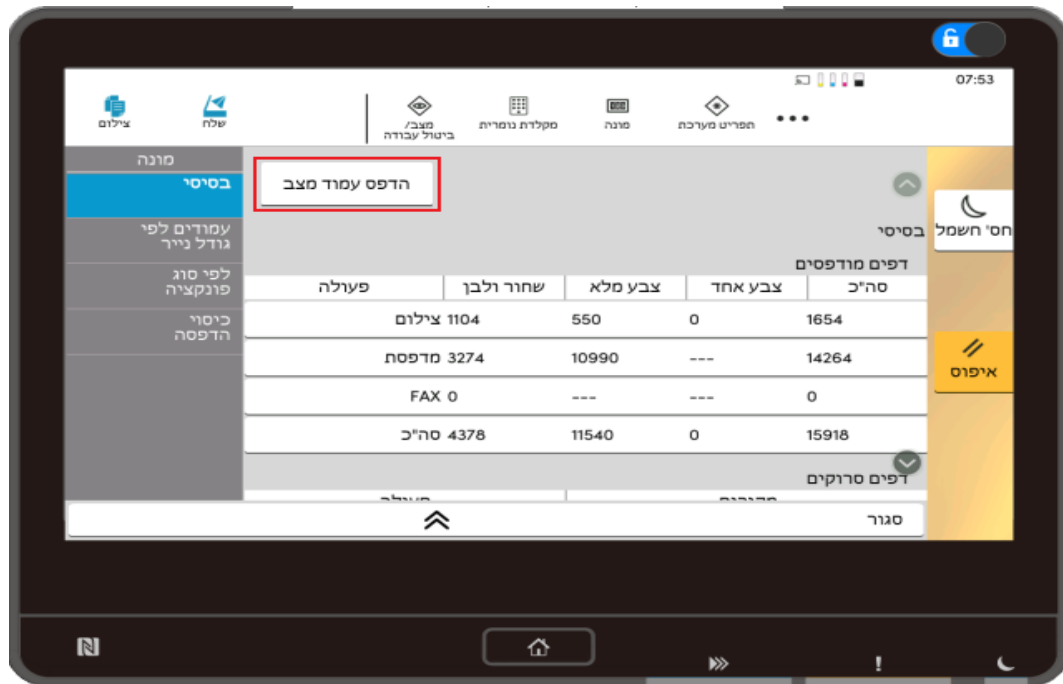 07:53
צילום
שלח
מצב/
ביטול עבודה
מקלדת נומרית
מונה
תפריט מערכת
מונה
בסיסי
עמודים לפי
גודל נייר
לפי סוג
פונקציה
כיסוי
הדפסה
הדפס עמוד מצב
בסיסי
דפים מודפסים
פעולה שחור ולבן צבע מלא צבע אחד סה"כ
צילום 1104 550 0 1654
מדפסת 3274 10990 --- 14264
FAX 0 --- --- 0
סה"כ 4378 11540 0 15918
דפים סרוקים
סגור
חס' חשמל
איפוס